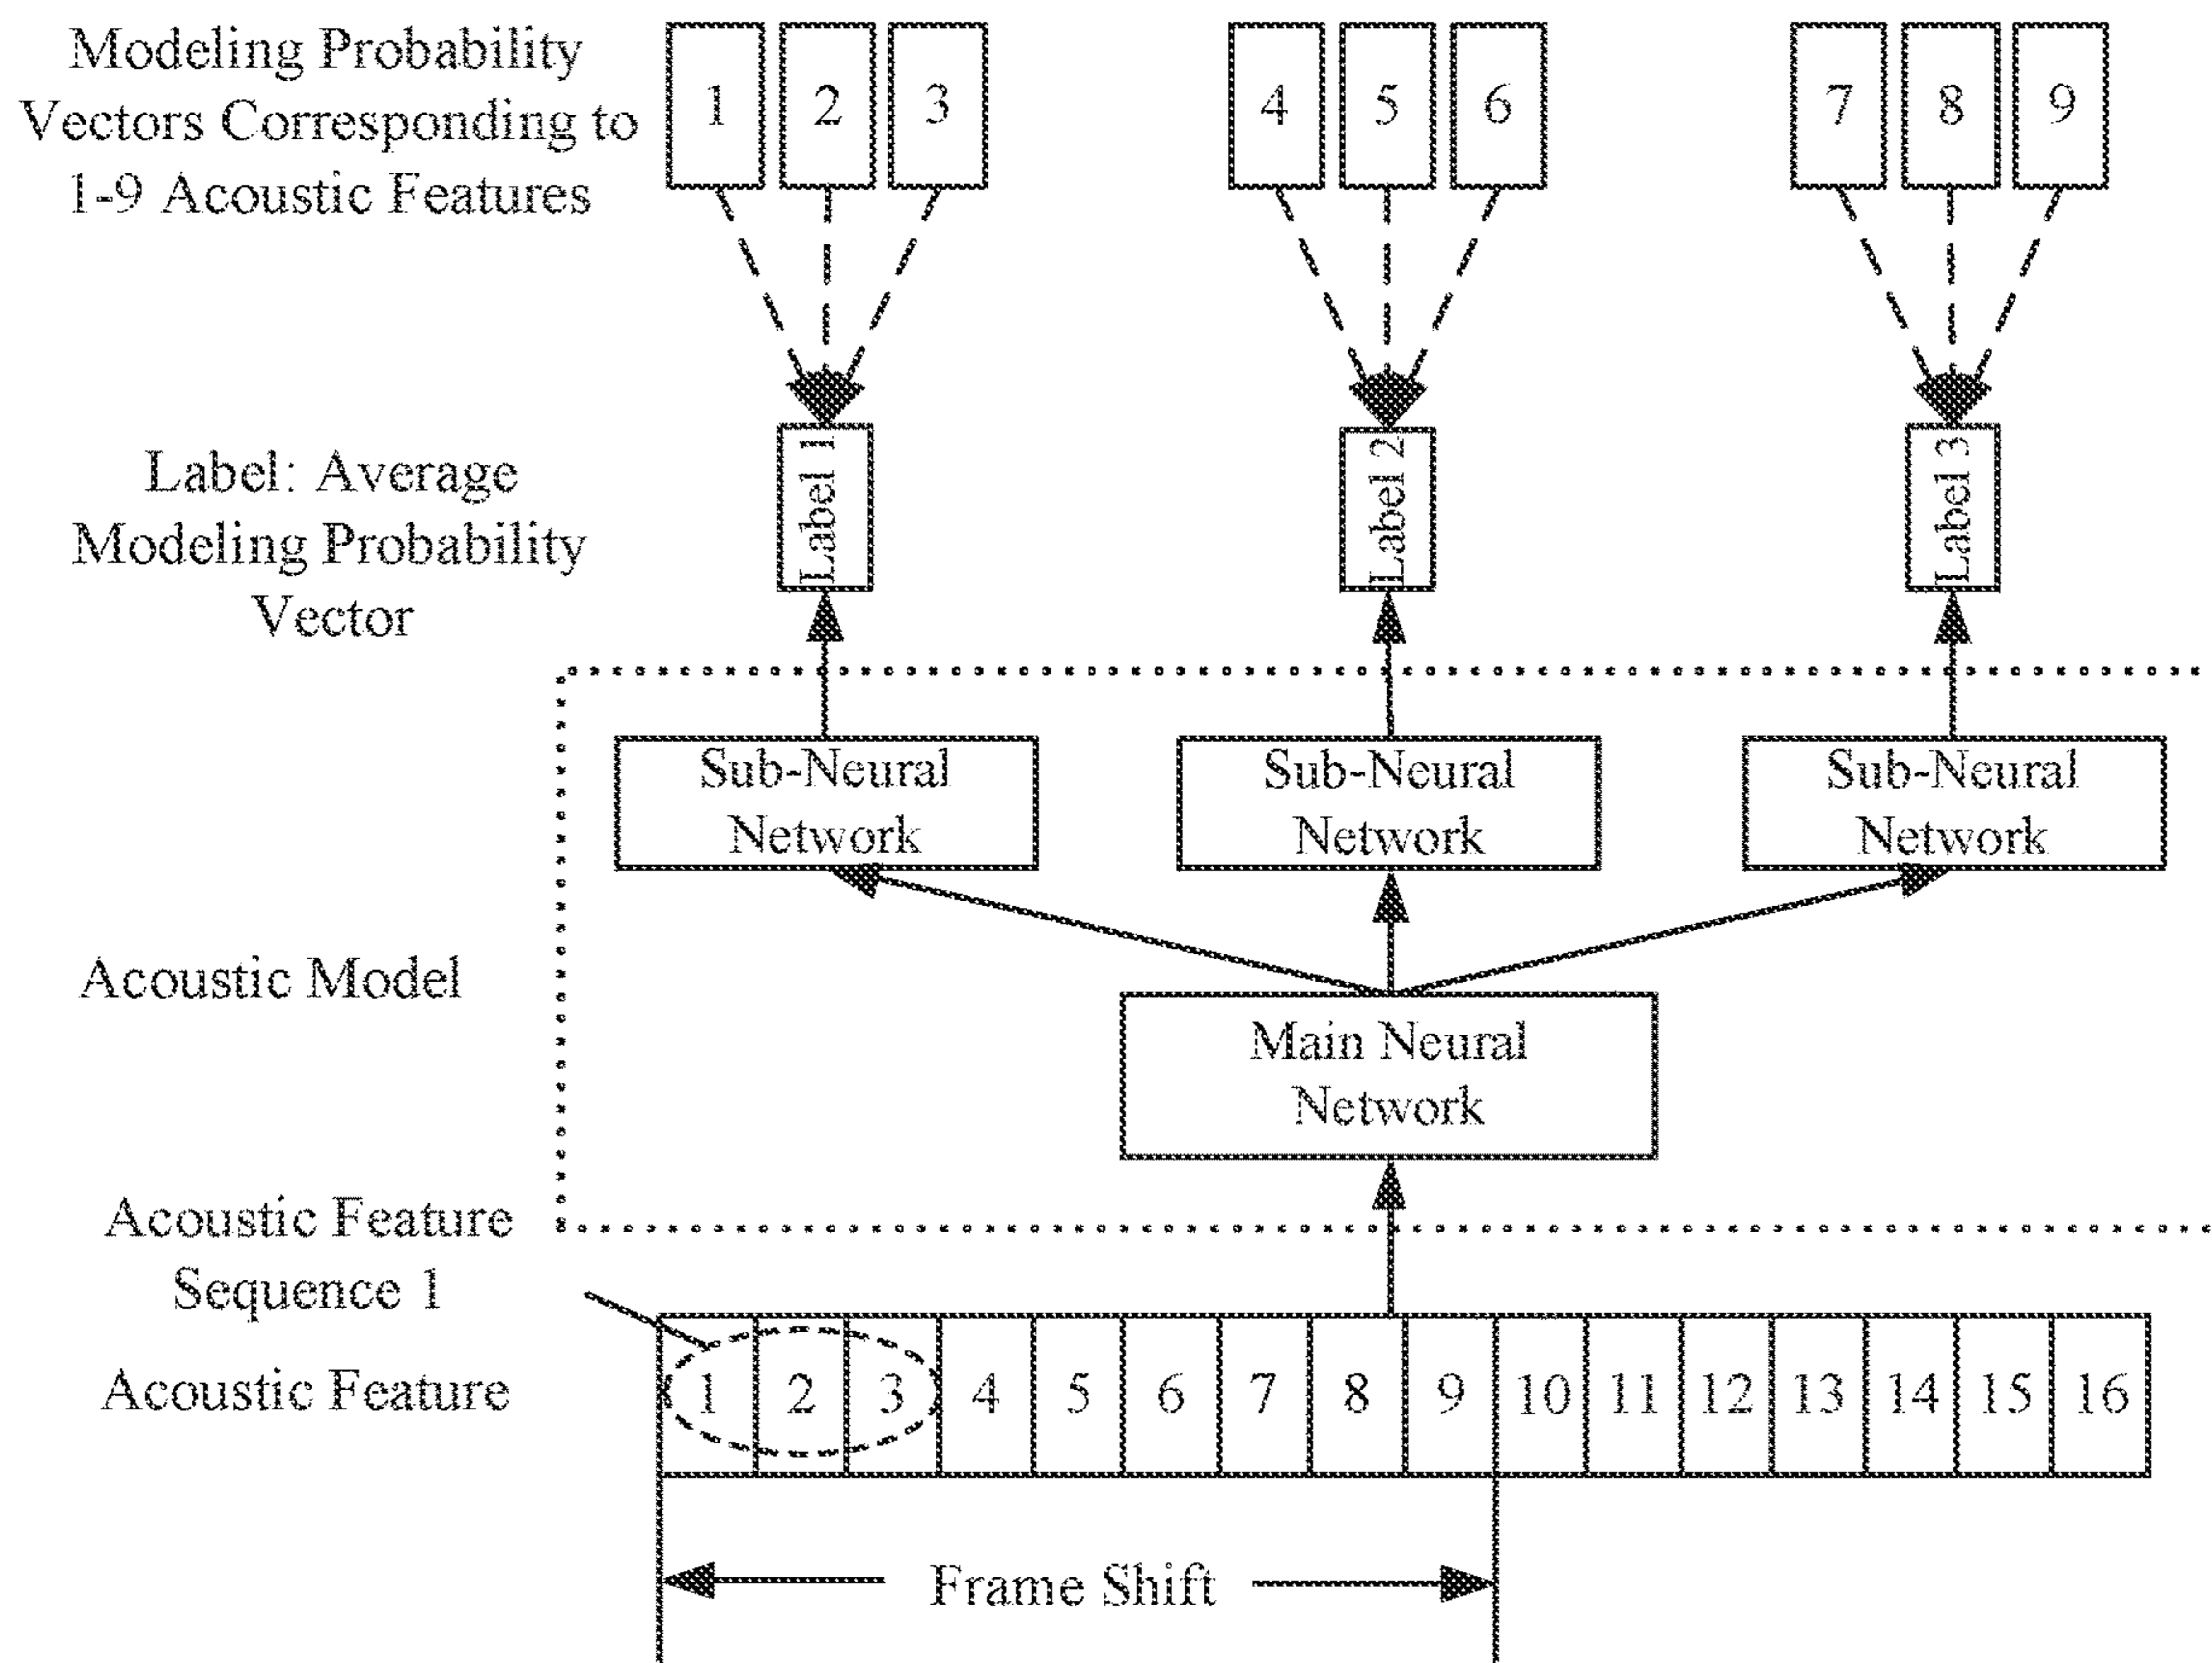 Modeling Probability
Vectors Corresponding to
1-9 Acoustic Features
1 2 3 4 5 6 7 8 9
Label: Average
Modeling Probability
Vector
Label 1
Label 2
Label 3
Sub-Neural
Network
Sub-Neural
Network
Sub-Neural
Network
Acoustic Model
Main Neural
Network
Acoustic Feature
Sequence 1
Acoustic Feature
1 2 3 4 5 6 7 8 9 10 11 12 13 14 15 16
Frame Shift